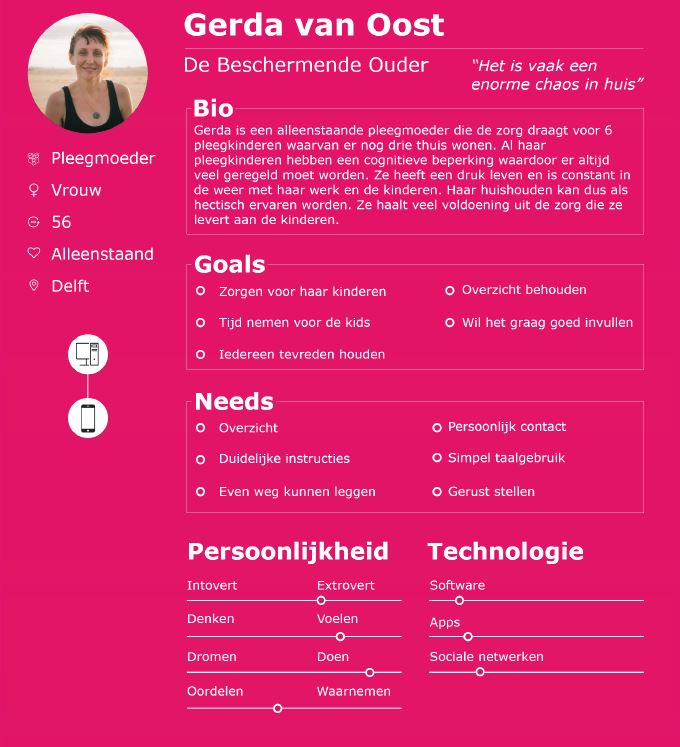 Gerda van Oost
De Beschermende Ouder
“Het is vaak een
enorme chaos in huis”
Pleegmoeder
Vrouw
56
Alleenstaand
Delft
Bio
Gerda is een alleenstaande pleegmoeder die de zorg draagt voor 6
pleegkinderen waarvan er nog drie thuis wonen. Al haar
pleegkinderen hebben een cognitieve beperking waardoor er altijd
veel geregeld moet worden. Ze heeft een druk leven en is constant in
de weer met haar werk en de kinderen. Haar huishouden kan dus als
hectisch ervaren worden. Ze haalt veel voldoening uit de zorg die ze
levert aan de kinderen.
Goals
Zorgen voor haar kinderen
Tijd nemen voor de kids
Iedereen tevreden houden
Overzicht behouden
Wil het graag goed invullen
Needs
Overzicht
Duidelijke instructies
Even weg kunnen leggen
Persoonlijk contact
Simpel taalgebruik
Gerust stellen
Persoonlijkheid
Intovert Extrovert
Denken Voelen
Dromen Doen
Oordelen Waarnemen
Technologie
Software
Apps
Sociale netwerken